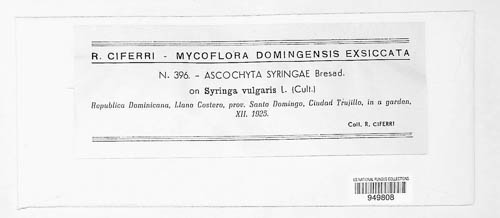 R. CIFERRI - MYCOFLORA DOMINGENSIS EXSICCATA
N. 396. - ASCOCHYTA SYRINGAE Bresad.
on Syringa vulgaris L. (Cult.)
Republica Dominicana, Llano Costero, prov. Santo Domingo, Ciudad Trujillo, in a garden,
XII. 1925.
Coll. R. CIFERRI
US NATIONAL FUNGUS COLLECTIONS
949808